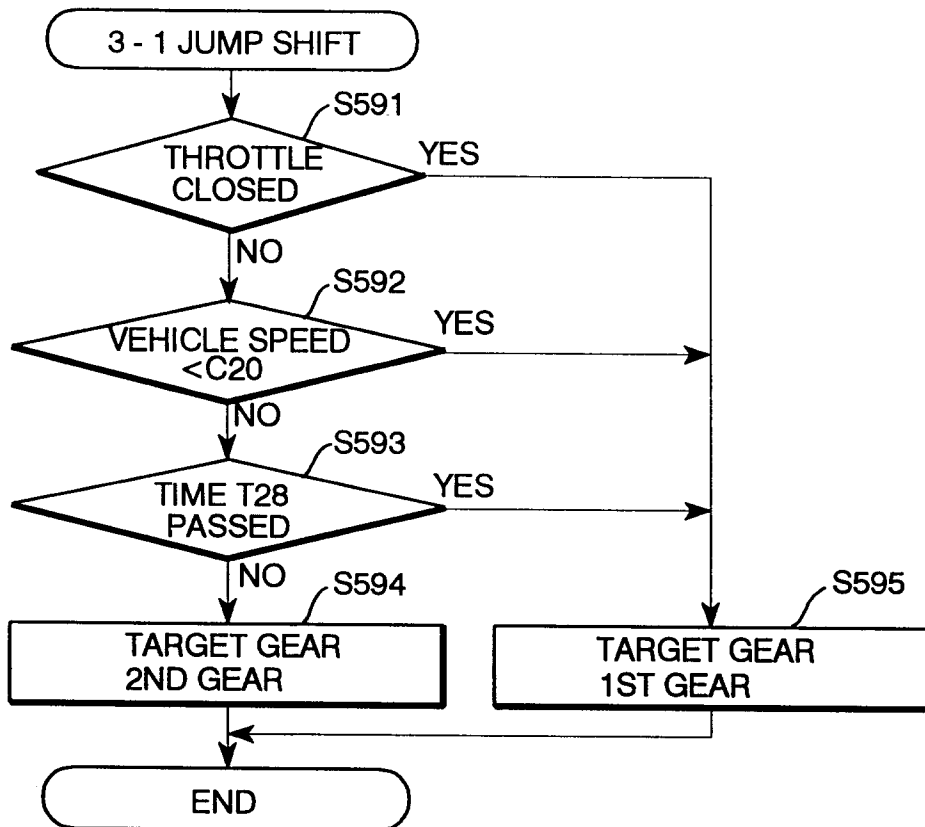 3 - 1 JUMP SHIFT
S591
THROTTLE
CLOSED
YES
NO
S592
VEHICLE SPEED
<C20
YES
NO
S593
TIME T28
PASSED
YES
NO
S594
TARGET GEAR
2ND GEAR
S595
TARGET GEAR
1ST GEAR
END